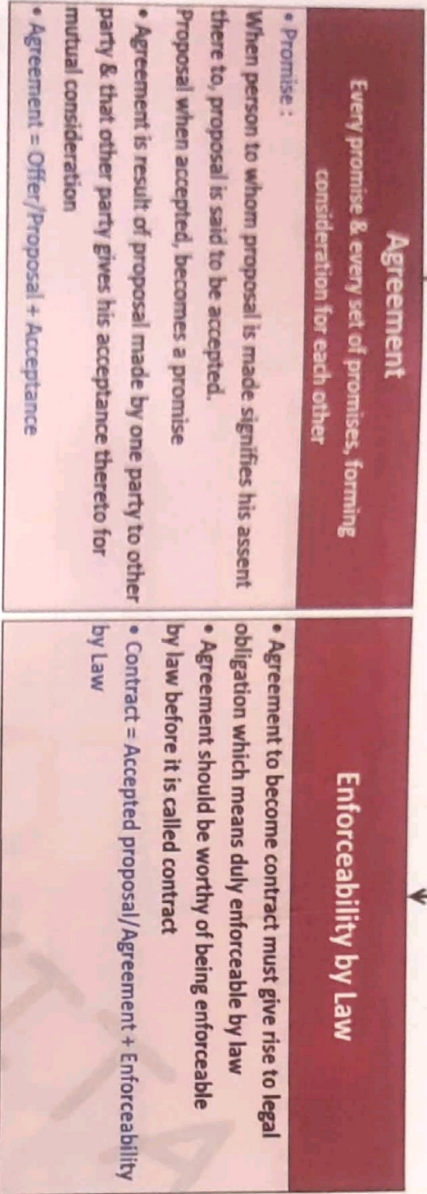 Agreement
Every promise & every set of promises, forming
consideration for each other
• Promise :
When person to whom proposal is made signifies his assent
there to, proposal is said to be accepted.
Proposal when accepted, becomes a promise
• Agreement is result of proposal made by one party to other
party & that other party gives his acceptance thereto for
mutual consideration
• Agreement = Offer/Proposal + Acceptance
Enforceability by Law
• Agreement to become contract must give rise to legal
obligation which means duly enforceable by law
• Agreement should be worthy of being enforceable
by law before it is called contract
• Contract = Accepted proposal/Agreement + Enforceability
by Law